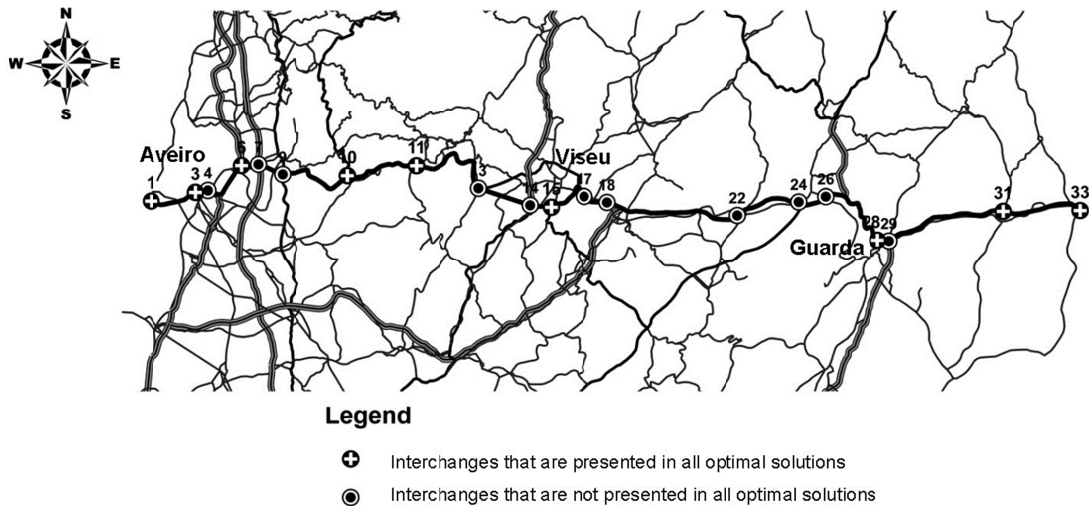 N
W E
S
Aveiro
Viseu
Guarda
1
3
4
6
7
9
10
11
3
14
15
17
18
22
24
26
28
29
31
33
Legend
Interchanges that are presented in all optimal solutions
Interchanges that are not presented in all optimal solutions